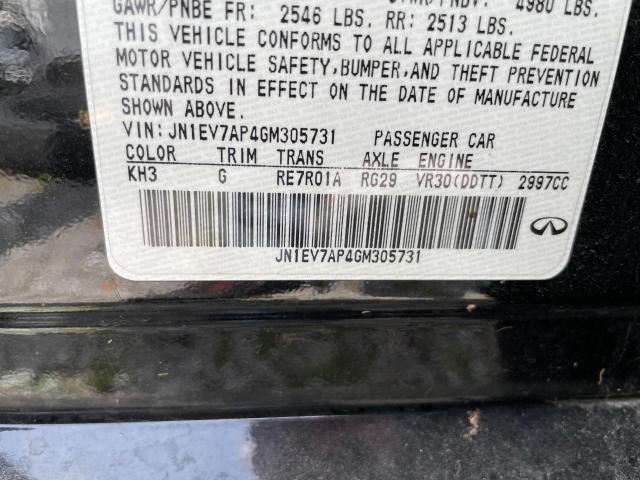 GAWR/PNBE FR: 2546 LBS. RR: 2513 LBS.
4980 LBS.
THIS VEHICLE CONFORMS TO ALL APPLICABLE FEDERAL
MOTOR VEHICLE SAFETY,BUMPER,AND THEFT PREVENTION
STANDARDS IN EFFECT ON THE DATE OF MANUFACTURE
SHOWN ABOVE.
VIN: JN1EV7AP4GM305731 PASSENGER CAR
COLOR TRIM TRANS AXLE ENGINE
KH3 G RE7R01A RG29 VR30(DDTT) 2997CC
JN1EV7AP4GM305731